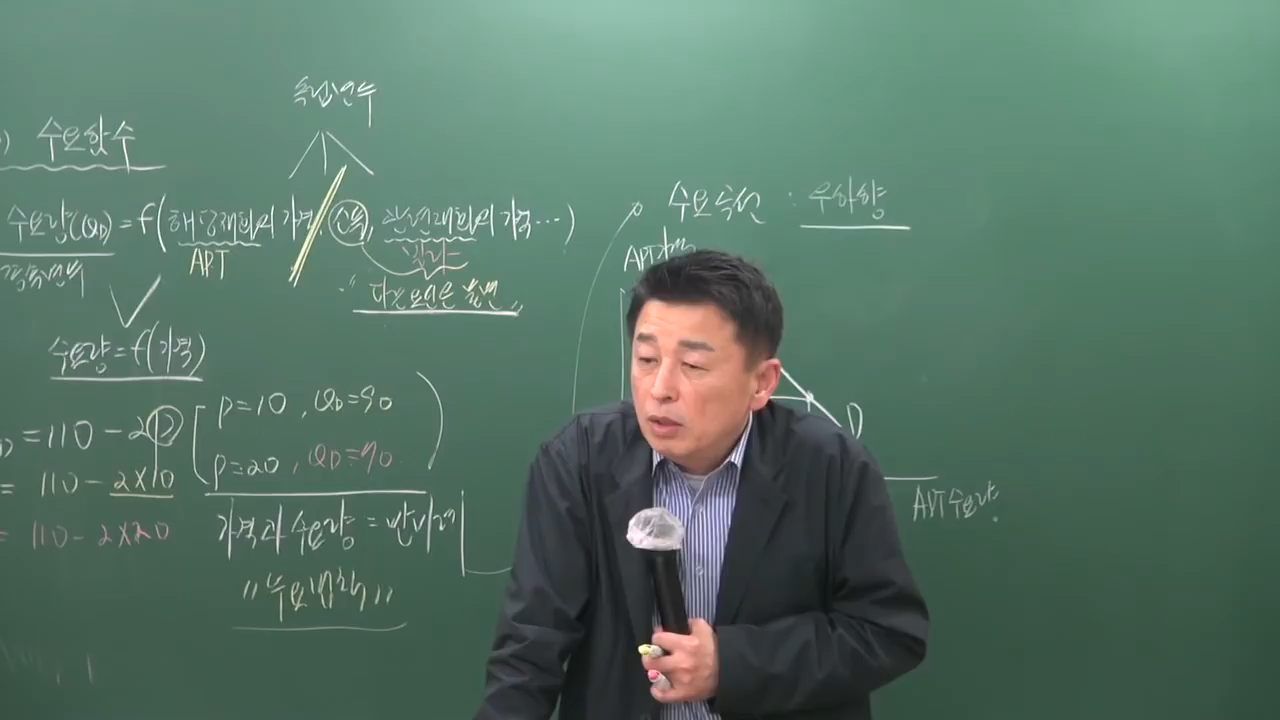 독립변수
) 수요함수
수요량(QD) = f(해당재화의 가격, 소득, 관련재화의 가격 ... )
APT
종속변수
빌라
"다른 요인은 불변"
수요량 = f(가격)
D = 110 - 2P
= 110 - 2×10
= 110 - 2×20
P = 10, QD = 90
P = 20, QD = 70
가격과 수요량 = 반비례
"수요법칙"
수요곡선 : 우하향
APT가격
D
APT수요량